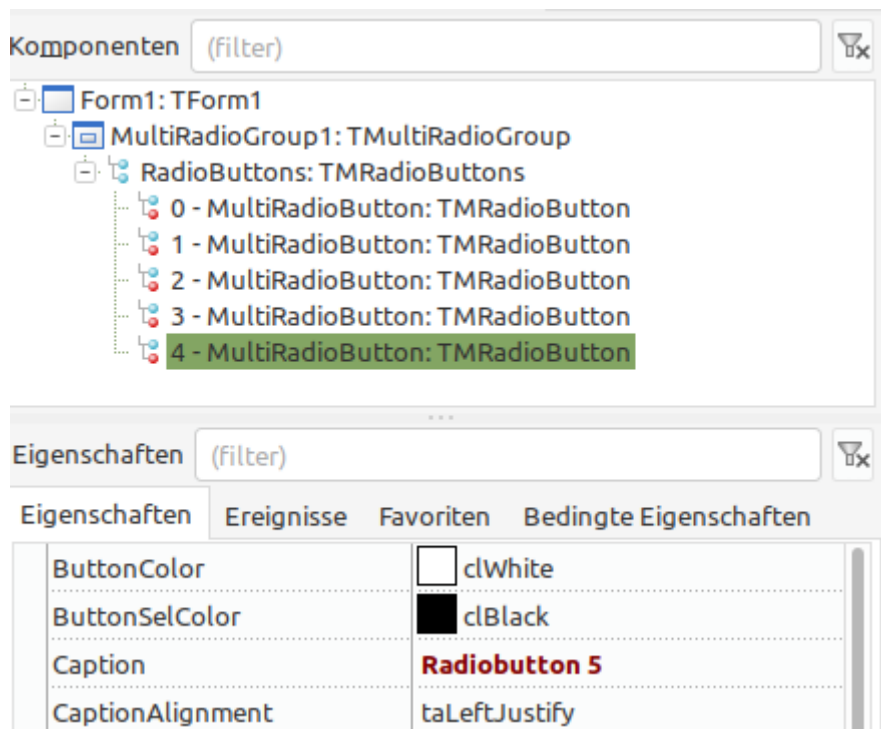 Komponenten (filter)
Form1: TForm1
MultiRadioGroup1: TMultiRadioGroup
RadioButtons: TMRadioButtons
0 - MultiRadioButton: TMRadioButton
1 - MultiRadioButton: TMRadioButton
2 - MultiRadioButton: TMRadioButton
3 - MultiRadioButton: TMRadioButton
4 - MultiRadioButton: TMRadioButton
Eigenschaften (filter)
Eigenschaften Ereignisse Favoriten Bedingte Eigenschaften
ButtonColor clWhite
ButtonSelColor clBlack
Caption Radiobutton 5
CaptionAlignment taLeftJustify